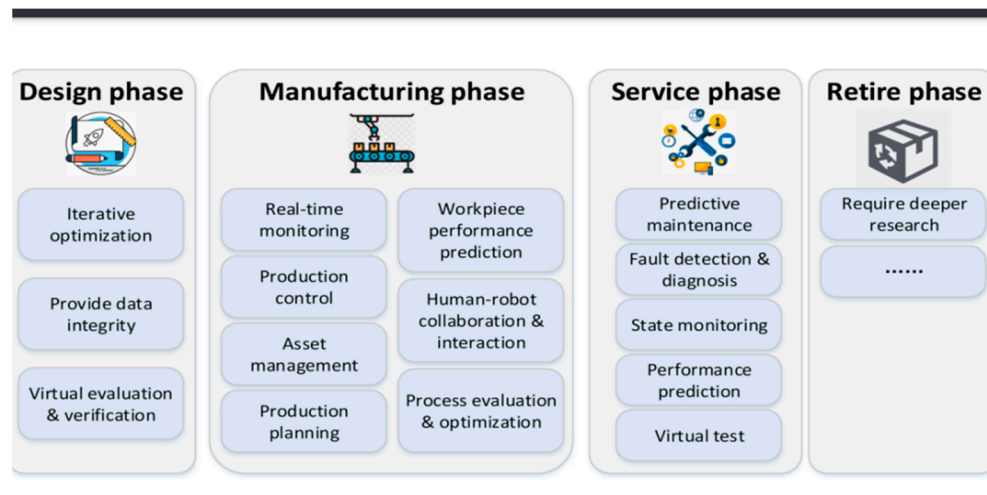 Design phase
Iterative
optimization
Provide data
integrity
Virtual evaluation
& verification
Manufacturing phase
Real-time
monitoring
Production
control
Asset
management
Production
planning
Workpiece
performance
prediction
Human-robot
collaboration &
interaction
Process evaluation
& optimization
Service phase
Predictive
maintenance
Fault detection &
diagnosis
State monitoring
Performance
prediction
Virtual test
Retire phase
Require deeper
research
......